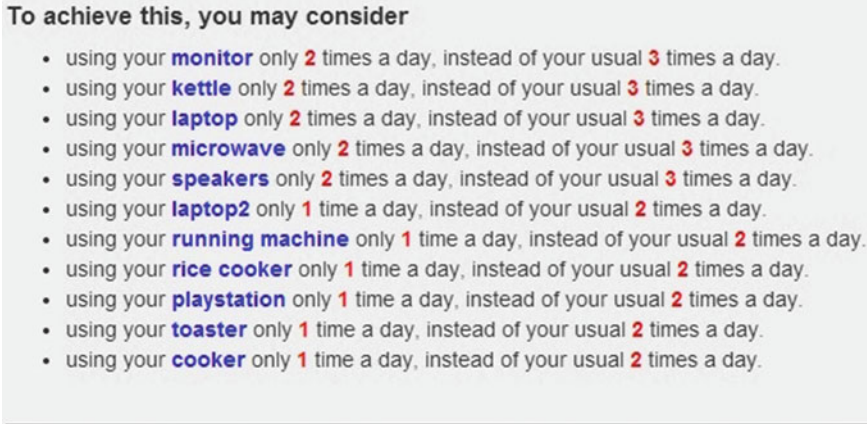 To achieve this, you may consider
• using your monitor only 2 times a day, instead of your usual 3 times a day.
• using your kettle only 2 times a day, instead of your usual 3 times a day.
• using your laptop only 2 times a day, instead of your usual 3 times a day.
• using your microwave only 2 times a day, instead of your usual 3 times a day.
• using your speakers only 2 times a day, instead of your usual 3 times a day.
• using your laptop2 only 1 time a day, instead of your usual 2 times a day.
• using your running machine only 1 time a day, instead of your usual 2 times a day.
• using your rice cooker only 1 time a day, instead of your usual 2 times a day.
• using your playstation only 1 time a day, instead of your usual 2 times a day.
• using your toaster only 1 time a day, instead of your usual 2 times a day.
• using your cooker only 1 time a day, instead of your usual 2 times a day.